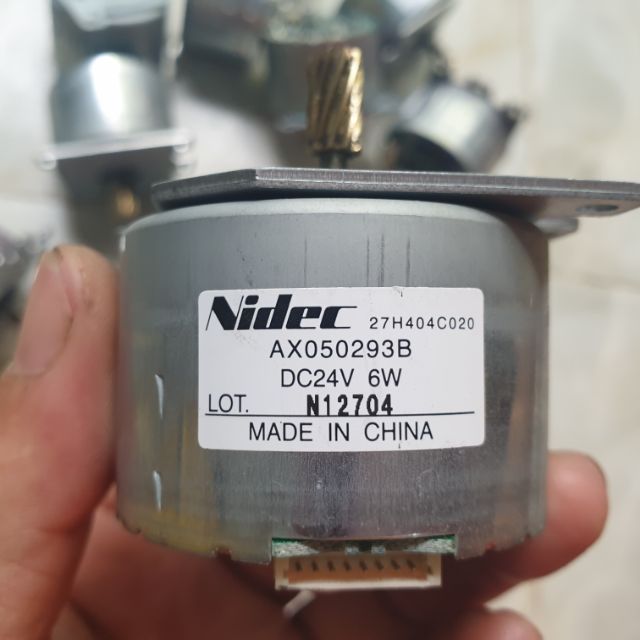 Nidec 27H404C020
AX050293B
DC24V 6W
LOT. N12704
MADE IN CHINA